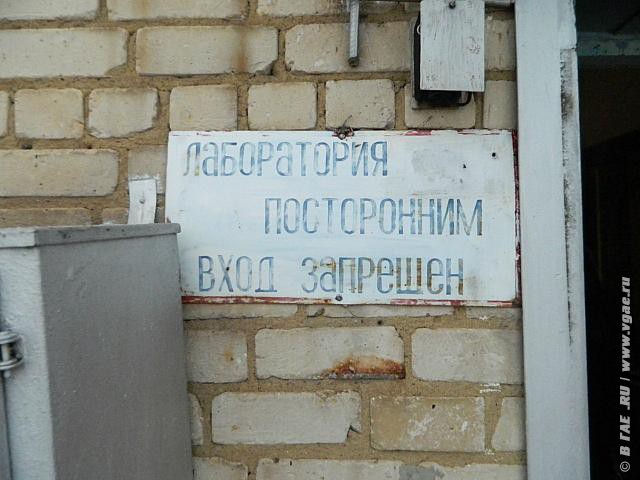 ЛАБОРАТОРИЯ
ПОСТОРОННИМ
ВХОД ЗАПРЕЩЕН
© В ГАЕ .RU | www.vgae.ru